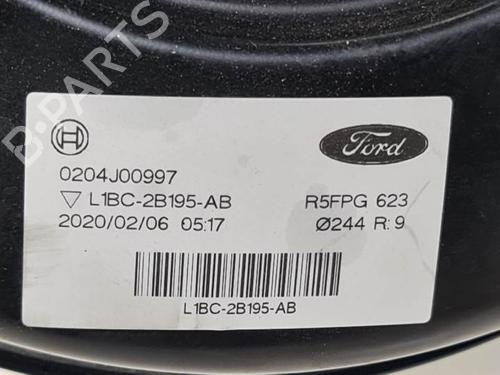 B-PARTS
Ford
0204J00997
L1BC-2B195-AB R5FPG 623
2020/02/06 05:17 Ø244 R:9
L1BC-2B195-AB